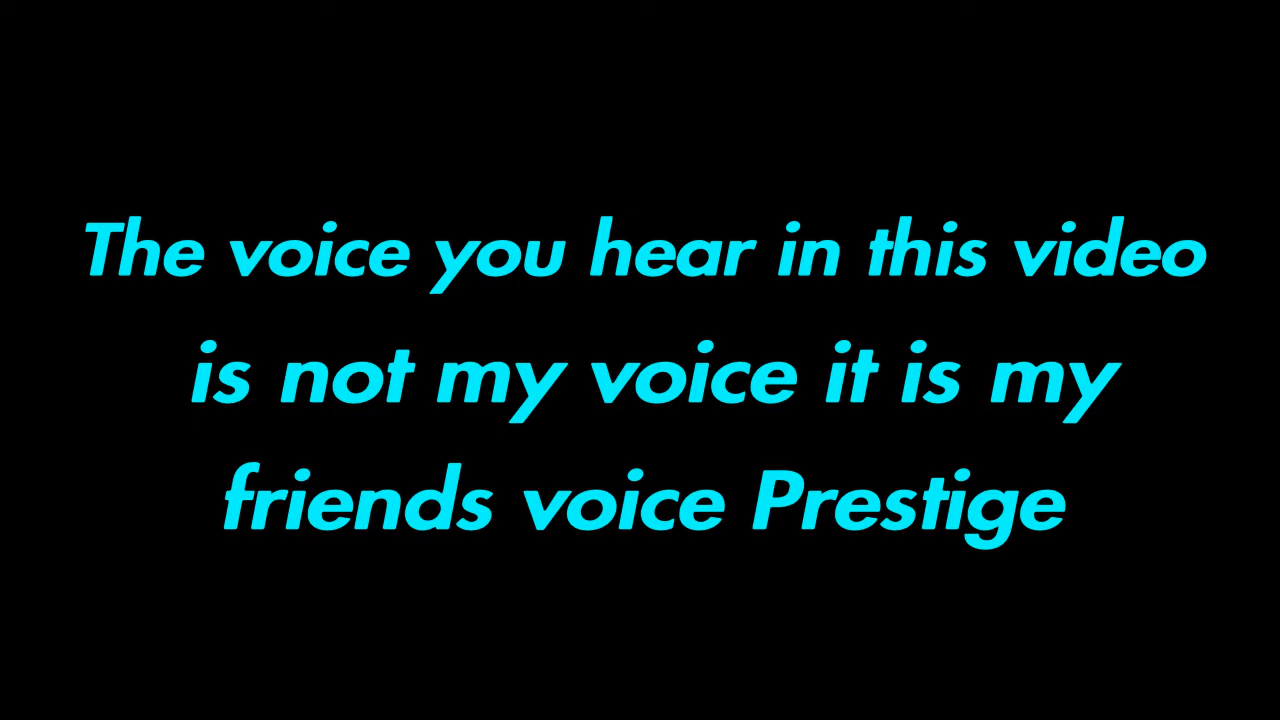 The voice you hear in this video
is not my voice it is my
friends voice Prestige